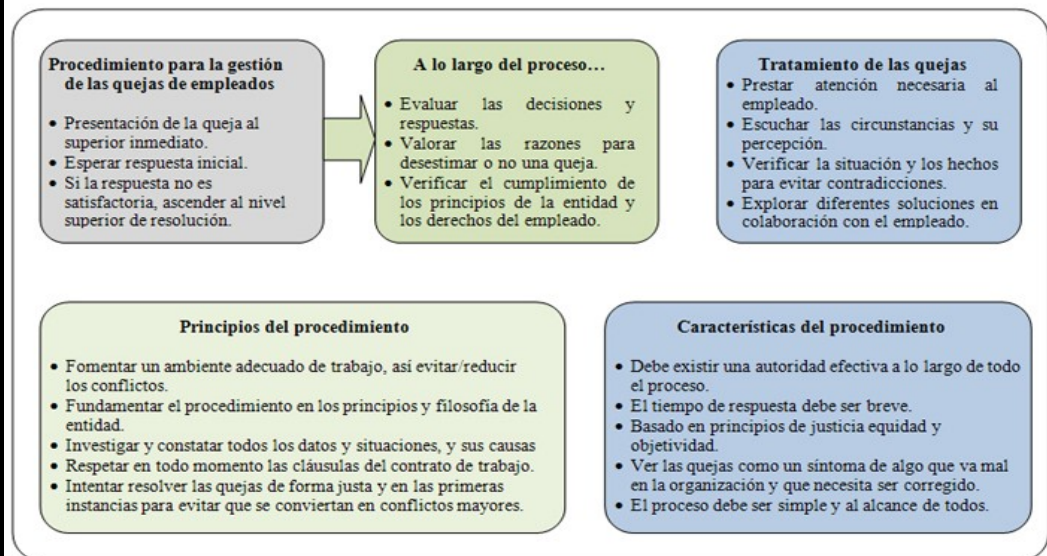 Procedimiento para la gestión
de las quejas de empleados
• Presentación de la queja al
superior inmediato.
• Esperar respuesta inicial.
• Si la respuesta no es
satisfactoria, ascender al nivel
superior de resolución.
A lo largo del proceso…
• Evaluar las decisiones y
respuestas.
• Valorar las razones para
desestimar o no una queja.
• Verificar el cumplimiento de
los principios de la entidad y
los derechos del empleado.
Tratamiento de las quejas
• Prestar atención necesaria al
empleado.
• Escuchar las circunstancias y su
percepción.
• Verificar la situación y los hechos
para evitar contradicciones.
• Explorar diferentes soluciones en
colaboración con el empleado.
Principios del procedimiento
• Fomentar un ambiente adecuado de trabajo, así evitar/reducir
los conflictos.
• Fundamentar el procedimiento en los principios y filosofía de la
entidad.
• Investigar y constatar todos los datos y situaciones, y sus causas
• Respetar en todo momento las cláusulas del contrato de trabajo.
• Intentar resolver las quejas de forma justa y en las primeras
instancias para evitar que se conviertan en conflictos mayores.
Características del procedimiento
• Debe existir una autoridad efectiva a lo largo de todo
el proceso.
• El tiempo de respuesta debe ser breve.
• Basado en principios de justicia equidad y
objetividad.
• Ver las quejas como un síntoma de algo que va mal
en la organización y que necesita ser corregido.
• El proceso debe ser simple y al alcance de todos.